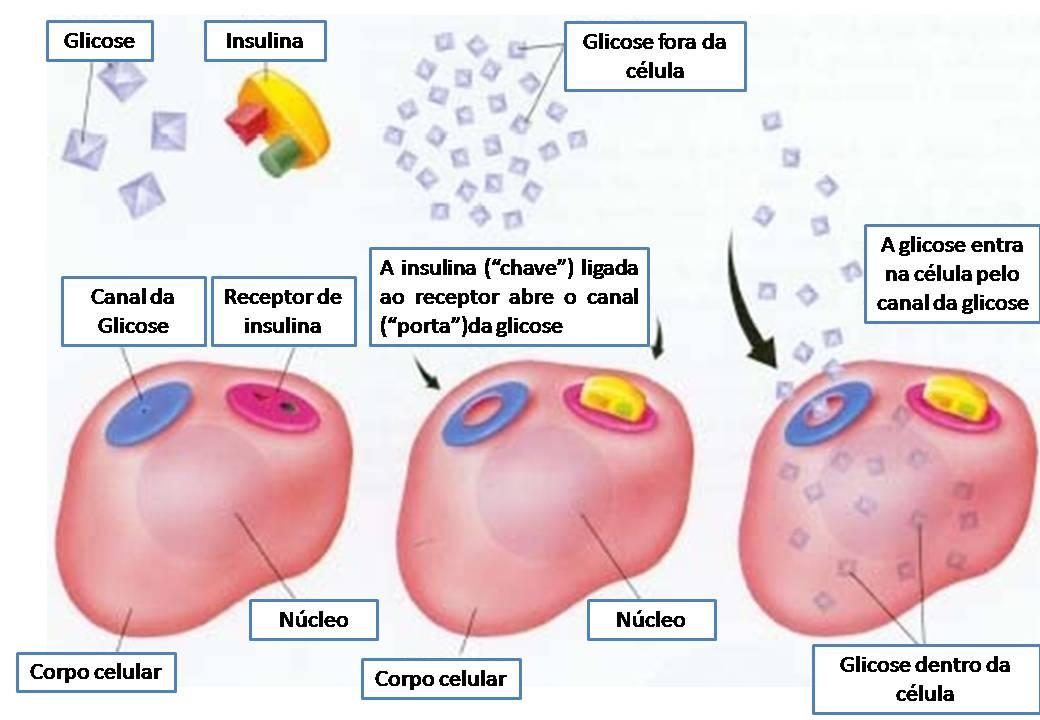 Glicose
Insulina
Glicose fora da
célula
A glicose entra
na célula pelo
canal da glicose
Canal da
Glicose
Receptor de
insulina
A insulina (“chave”) ligada
ao receptor abre o canal
(“porta”)da glicose
Núcleo
Núcleo
Corpo celular
Corpo celular
Glicose dentro da
célula